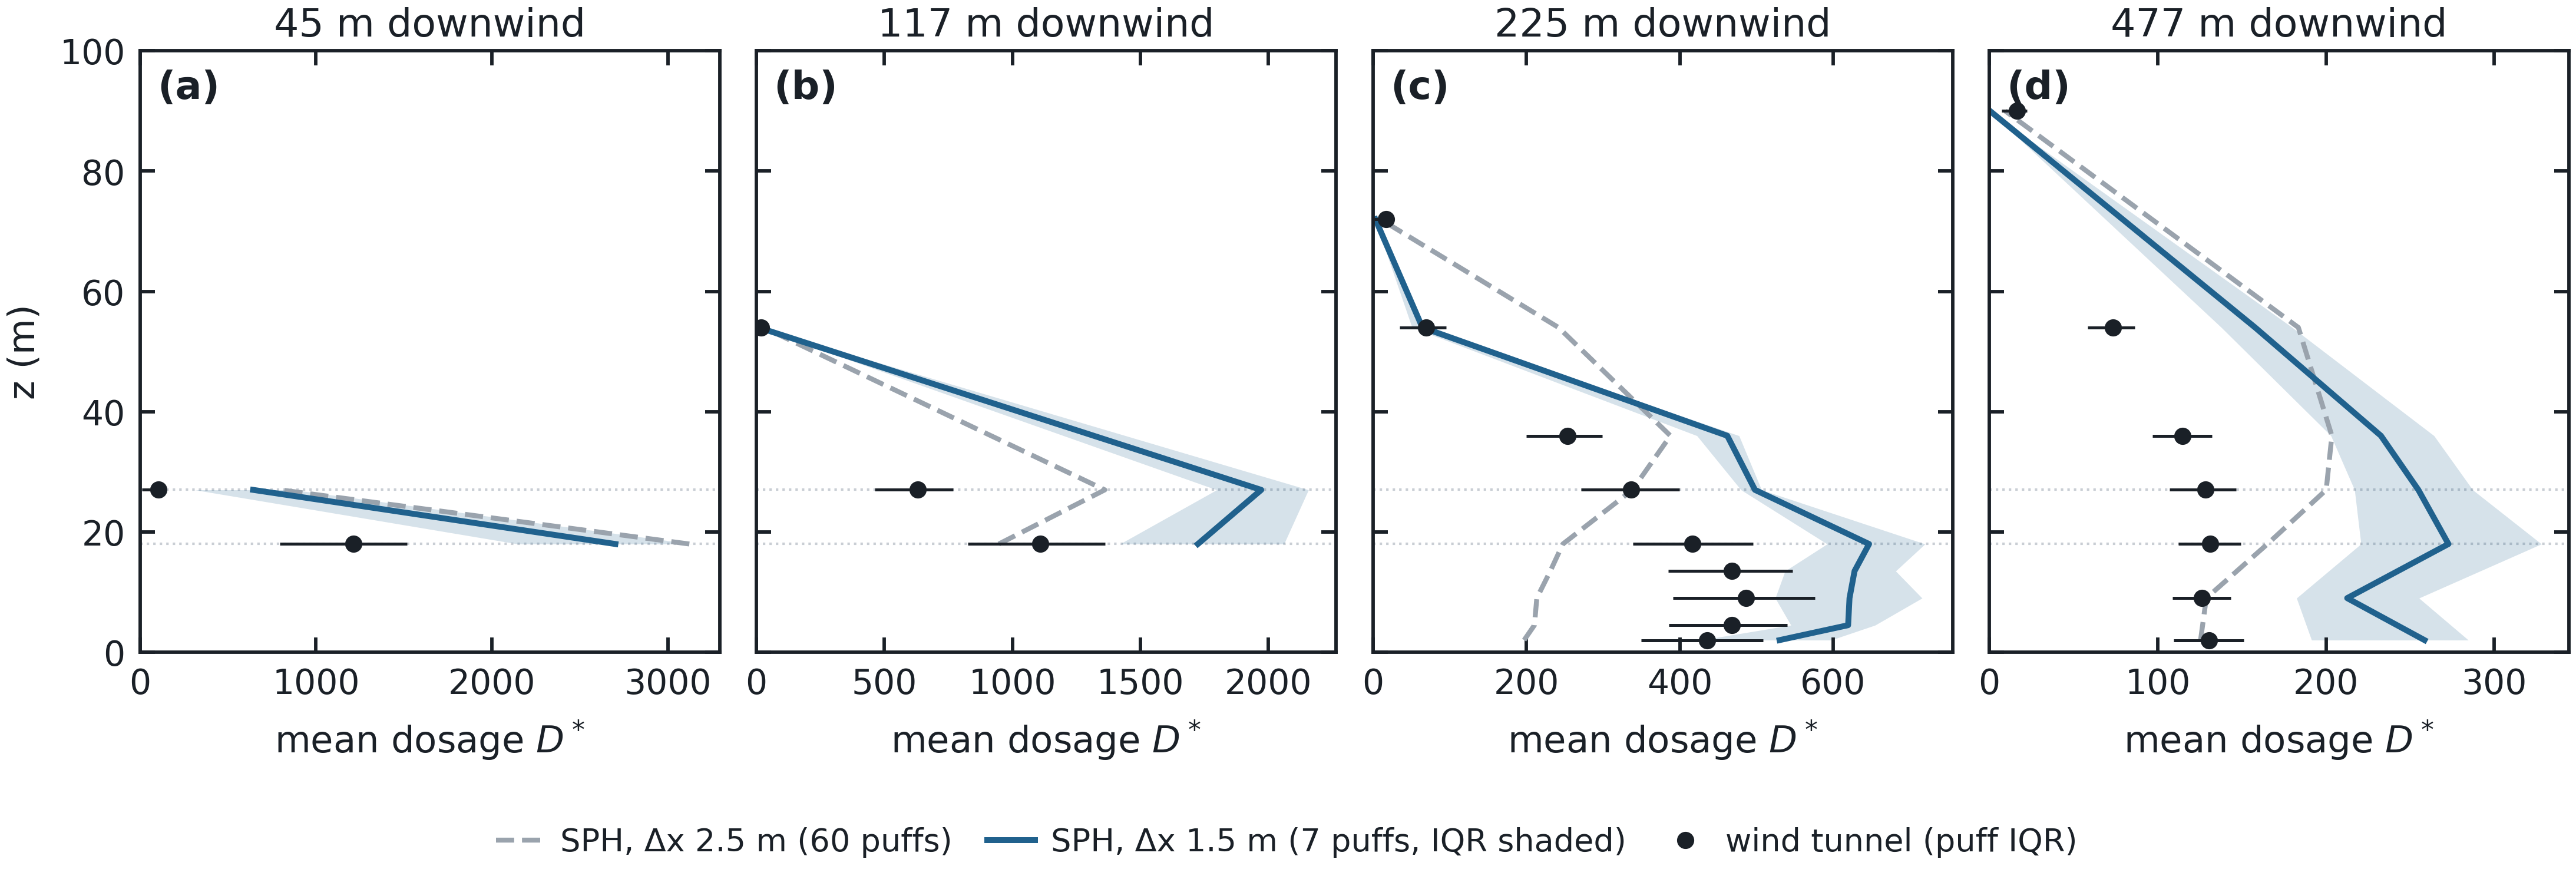 45 m downwind
117 m downwind
225 m downwind
477 m downwind
(a)
(b)
(c)
(d)
z (m)
100
80
60
40
20
0
0 1000 2000 3000
0 500 1000 1500 2000
0 200 400 600
0 100 200 300
mean dosage D*
mean dosage D*
mean dosage D*
mean dosage D*
SPH, Δx 2.5 m (60 puffs)
SPH, Δx 1.5 m (7 puffs, IQR shaded)
wind tunnel (puff IQR)